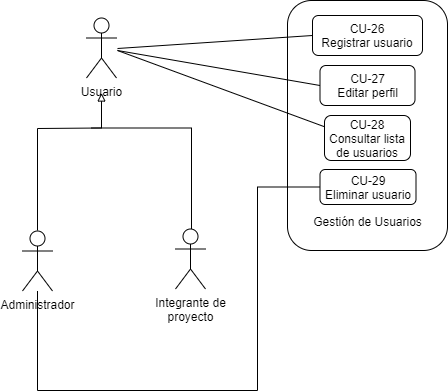 CU-26
Registrar usuario
Usuario
CU-27
Editar perfil
CU-28
Consultar lista
de usuarios
CU-29
Eliminar usuario
Gestión de Usuarios
Administrador
Integrante de
proyecto